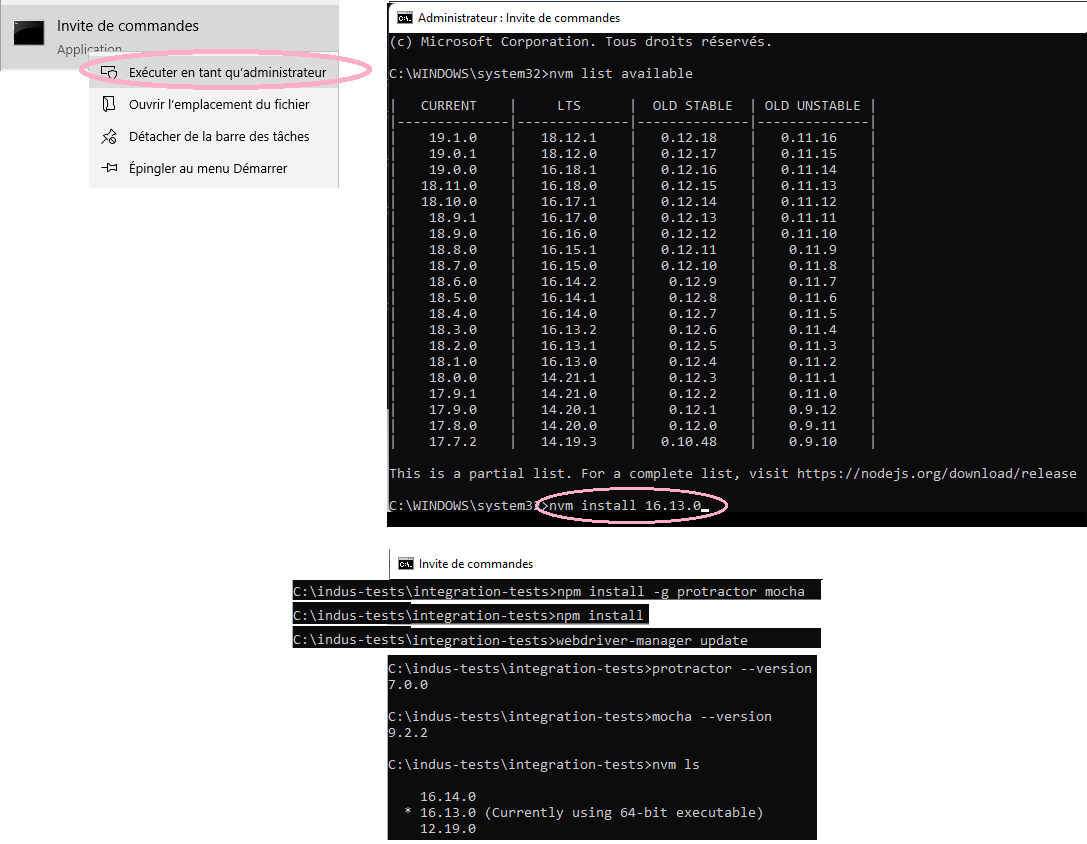 Invite de commandes
Application
Exécuter en tant qu'administrateur
Ouvrir l'emplacement du fichier
Détacher de la barre des tâches
Épingler au menu Démarrer
Administrateur : Invite de commandes
(c) Microsoft Corporation. Tous droits réservés.
C:\WINDOWS\system32>nvm list available
| CURRENT | LTS | OLD STABLE | OLD UNSTABLE |
|--------------|--------------|--------------|--------------|
| 19.1.0 | 18.12.1 | 0.12.18 | 0.11.16 |
| 19.0.1 | 18.12.0 | 0.12.17 | 0.11.15 |
| 19.0.0 | 16.18.1 | 0.12.16 | 0.11.14 |
| 18.11.0 | 16.18.0 | 0.12.15 | 0.11.13 |
| 18.10.0 | 16.17.1 | 0.12.14 | 0.11.12 |
| 18.9.1 | 16.17.0 | 0.12.13 | 0.11.11 |
| 18.9.0 | 16.16.0 | 0.12.12 | 0.11.10 |
| 18.8.0 | 16.15.1 | 0.12.11 | 0.11.9 |
| 18.7.0 | 16.15.0 | 0.12.10 | 0.11.8 |
| 18.6.0 | 16.14.2 | 0.12.9 | 0.11.7 |
| 18.5.0 | 16.14.1 | 0.12.8 | 0.11.6 |
| 18.4.0 | 16.14.0 | 0.12.7 | 0.11.5 |
| 18.3.0 | 16.13.2 | 0.12.6 | 0.11.4 |
| 18.2.0 | 16.13.1 | 0.12.5 | 0.11.3 |
| 18.1.0 | 16.13.0 | 0.12.4 | 0.11.2 |
| 18.0.0 | 14.21.1 | 0.12.3 | 0.11.1 |
| 17.9.1 | 14.21.0 | 0.12.2 | 0.11.0 |
| 17.9.0 | 14.20.1 | 0.12.1 | 0.9.12 |
| 17.8.0 | 14.20.0 | 0.12.0 | 0.9.11 |
| 17.7.2 | 14.19.3 | 0.10.48 | 0.9.10 |
This is a partial list. For a complete list, visit https://nodejs.org/download/release
C:\WINDOWS\system32>nvm install 16.13.0_
Invite de commandes
C:\indus-tests\integration-tests>npm install -g protractor mocha
C:\indus-tests\integration-tests>npm install
C:\indus-tests\integration-tests>webdriver-manager update
C:\indus-tests\integration-tests>protractor --version
7.0.0
C:\indus-tests\integration-tests>mocha --version
9.2.2
C:\indus-tests\integration-tests>nvm ls
16.14.0
* 16.13.0 (Currently using 64-bit executable)
12.19.0